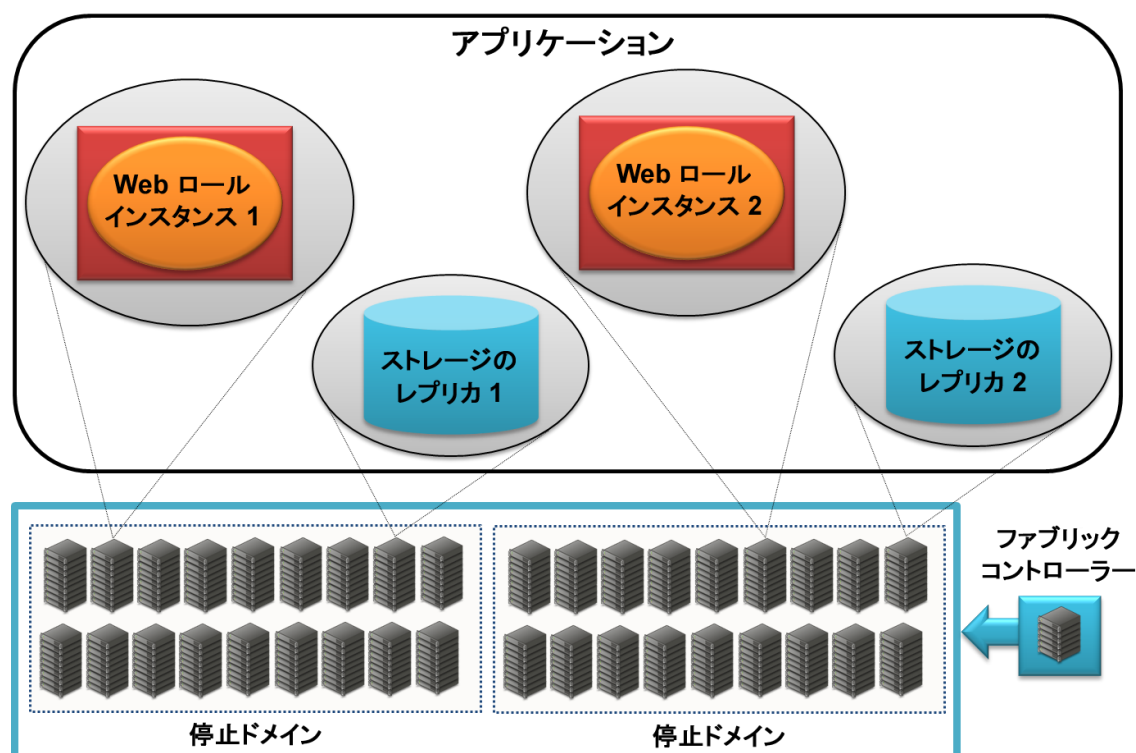 アプリケーション
Web ロール
インスタンス 1
Web ロール
インスタンス 2
ストレージの
レプリカ 1
ストレージの
レプリカ 2
ファブリック
コントローラー
停止ドメイン
停止ドメイン